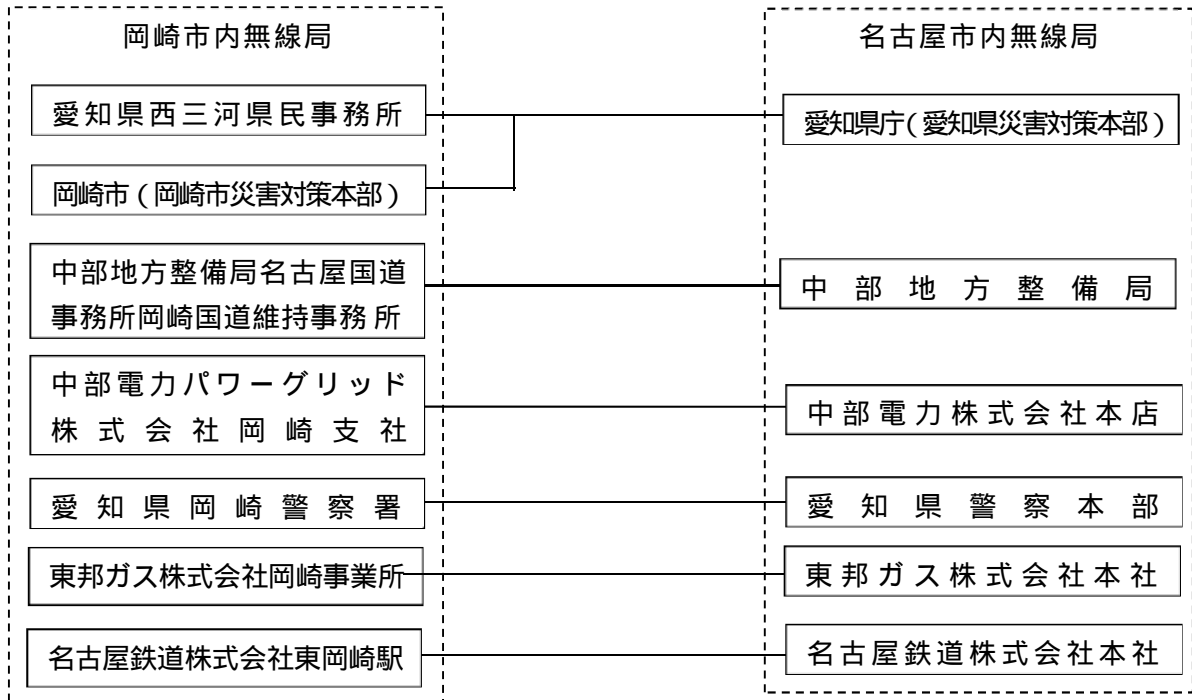 岡崎市内無線局
愛知県西三河県民事務所
岡崎市(岡崎市災害対策本部)
中部地方整備局名古屋国道
事務所岡崎国道維持事務所
中部電力パワーグリッド
株式会社岡崎支社
愛知県岡崎警察署
東邦ガス株式会社岡崎事業所
名古屋鉄道株式会社東岡崎駅
名古屋市内無線局
愛知県庁(愛知県災害対策本部)
中部地方整備局
中部電力株式会社本店
愛知県警察本部
東邦ガス株式会社本社
名古屋鉄道株式会社本社